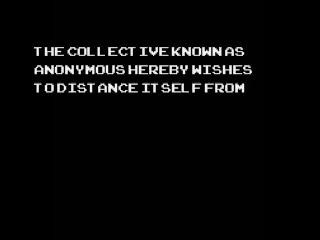 THE COLLECTIVE KNOWN AS
ANONYMOUS HEREBY WISHES
TO DISTANCE ITSELF FROM